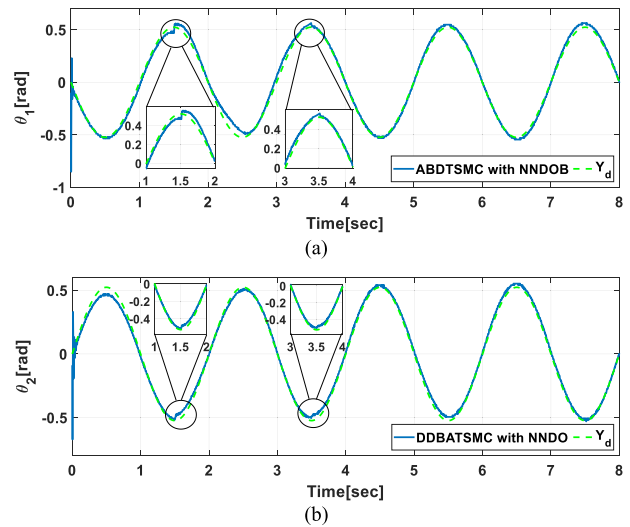 (a)
0.5
0
-0.5
-1
θ1[rad]
0.4
0.2
0
1 1.5 2
0.4
0.2
0
3 3.5 4
ABDTSMC with NNDOB Yd
0 1 2 3 4 5 6 7 8
Time[sec]
(a)
0.5
0
-0.5
θ2[rad]
0
-0.2
-0.4
1 1.5 2
0
-0.2
-0.4
3 3.5 4
DDBATSMC with NNDO Yd
0 1 2 3 4 5 6 7 8
Time[sec]
(b)